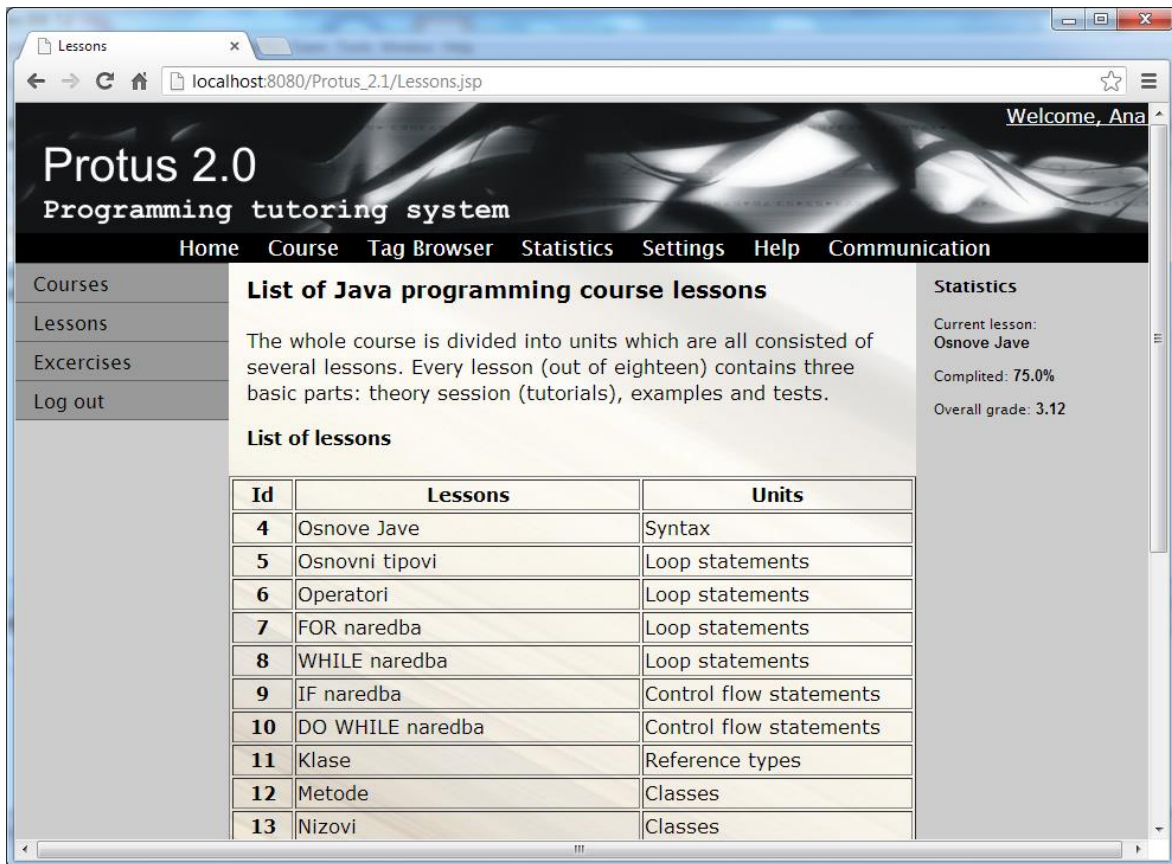 Lessons
localhost:8080/Protus_2.1/Lessons.jsp
Welcome, Ana
Protus 2.0
Programming tutoring system
Home Course Tag Browser Statistics Settings Help Communication
Courses
Lessons
Excercises
Log out
List of Java programming course lessons
The whole course is divided into units which are all consisted of
several lessons. Every lesson (out of eighteen) contains three
basic parts: theory session (tutorials), examples and tests.
List of lessons
Id Lessons Units
4 Osnove Jave Syntax
5 Osnovni tipovi Loop statements
6 Operatori Loop statements
7 FOR naredba Loop statements
8 WHILE naredba Loop statements
9 IF naredba Control flow statements
10 DO WHILE naredba Control flow statements
11 Klase Reference types
12 Metode Classes
13 Nizovi Classes
Statistics
Current lesson:
Osnove Jave
Complited: 75.0%
Overall grade: 3.12